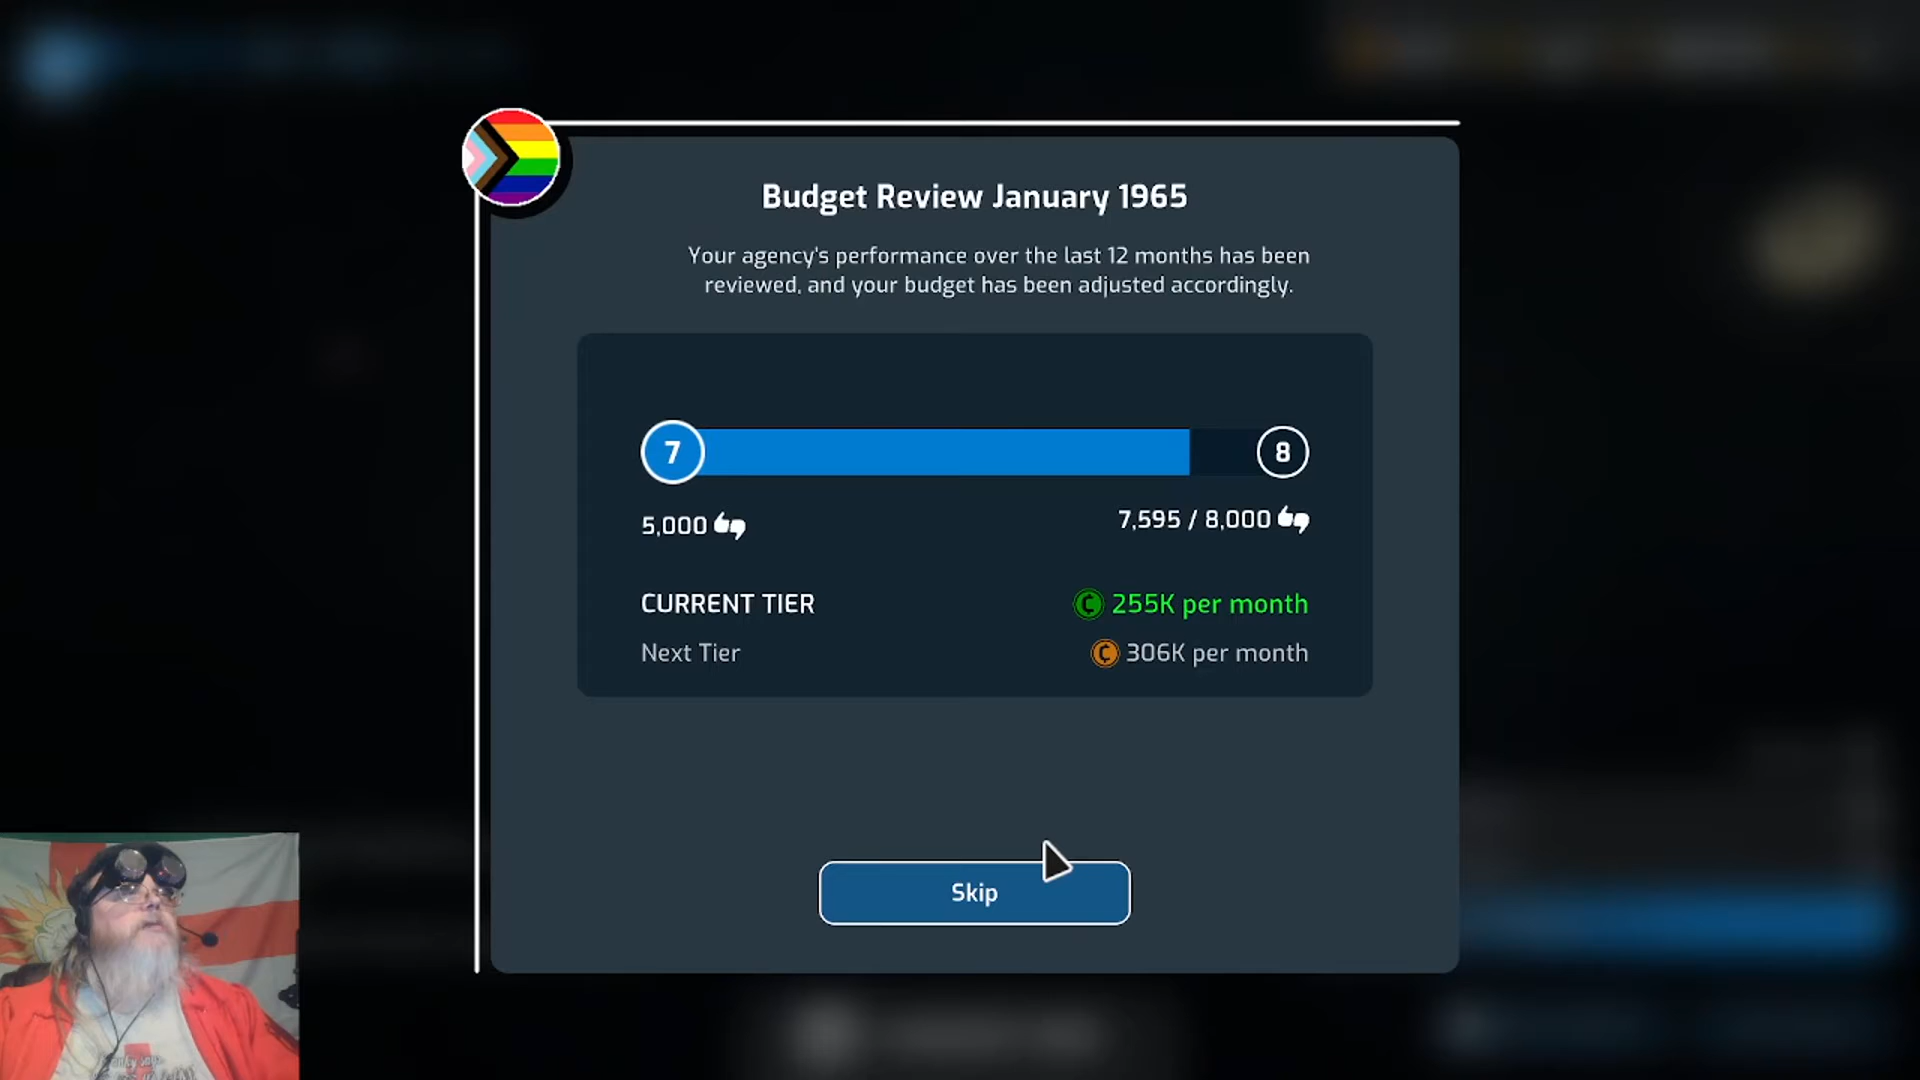 Budget Review January 1965
Your agency's performance over the last 12 months has been
reviewed, and your budget has been adjusted accordingly.
7
8
5,000
7,595 / 8,000
CURRENT TIER
255K per month
Next Tier
306K per month
Skip